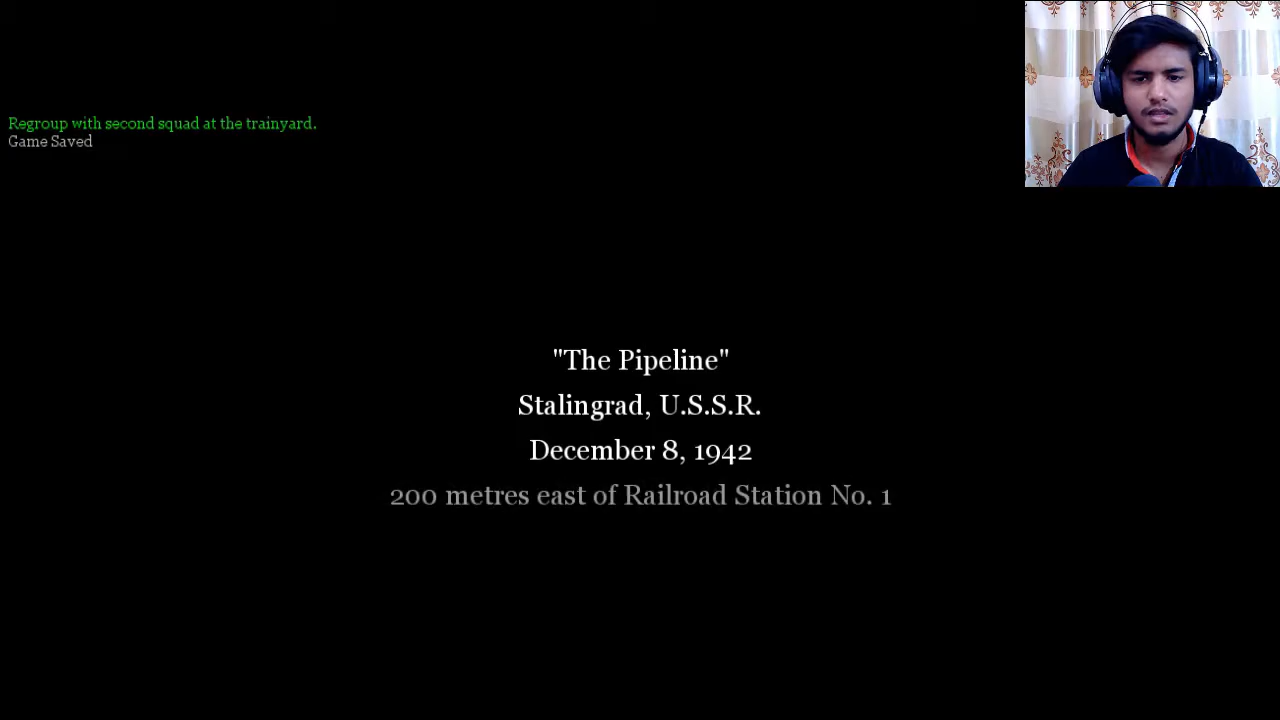 Regroup with second squad at the trainyard.
Game Saved
"The Pipeline"
Stalingrad, U.S.S.R.
December 8, 1942
200 metres east of Railroad Station No. 1